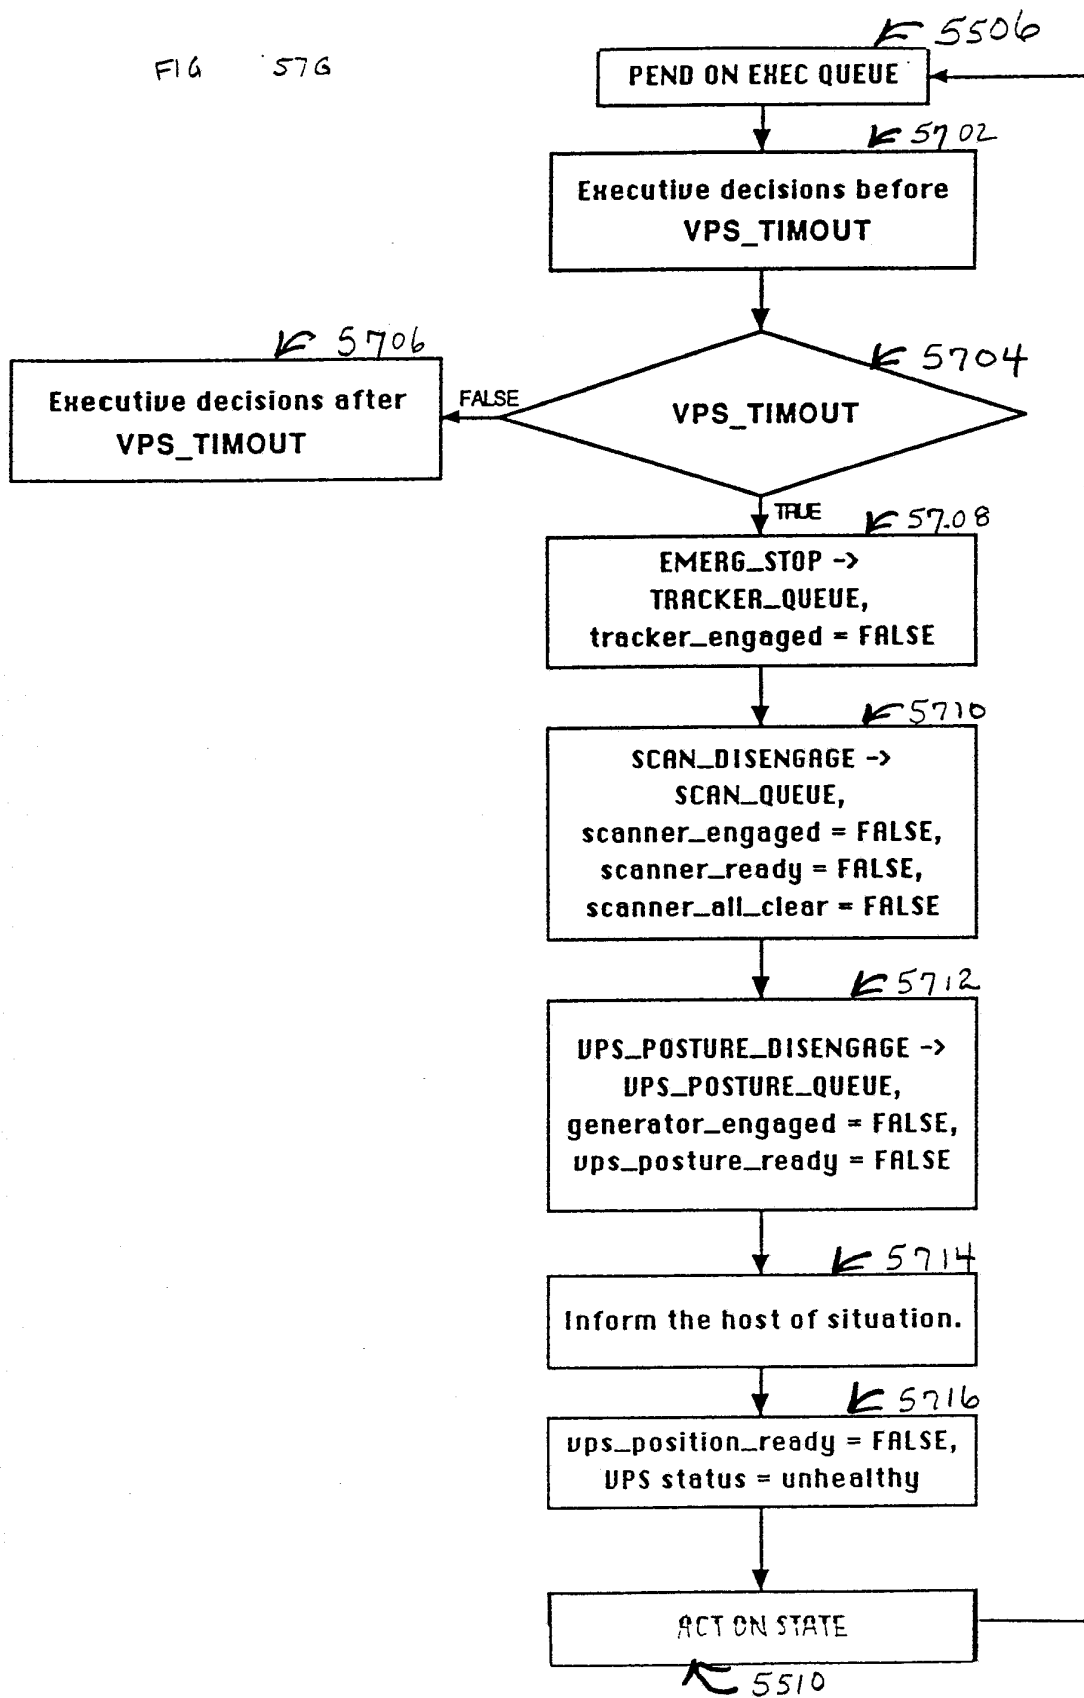 FIG 57G
5506
PEND ON EXEC QUEUE
5702
Executive decisions before
VPS_TIMOUT
5704
VPS_TIMOUT
5706
Executive decisions after
VPS_TIMOUT
FALSE
TRUE
5708
EMERG_STOP ->
TRACKER_QUEUE,
tracker_engaged = FALSE
5710
SCAN_DISENGAGE ->
SCAN_QUEUE,
scanner_engaged = FALSE,
scanner_ready = FALSE,
scanner_all_clear = FALSE
5712
VPS_POSTURE_DISENGAGE ->
VPS_POSTURE_QUEUE,
generator_engaged = FALSE,
vps_posture_ready = FALSE
5714
Inform the host of situation.
5716
vps_position_ready = FALSE,
VPS status = unhealthy
ACT ON STATE
5510